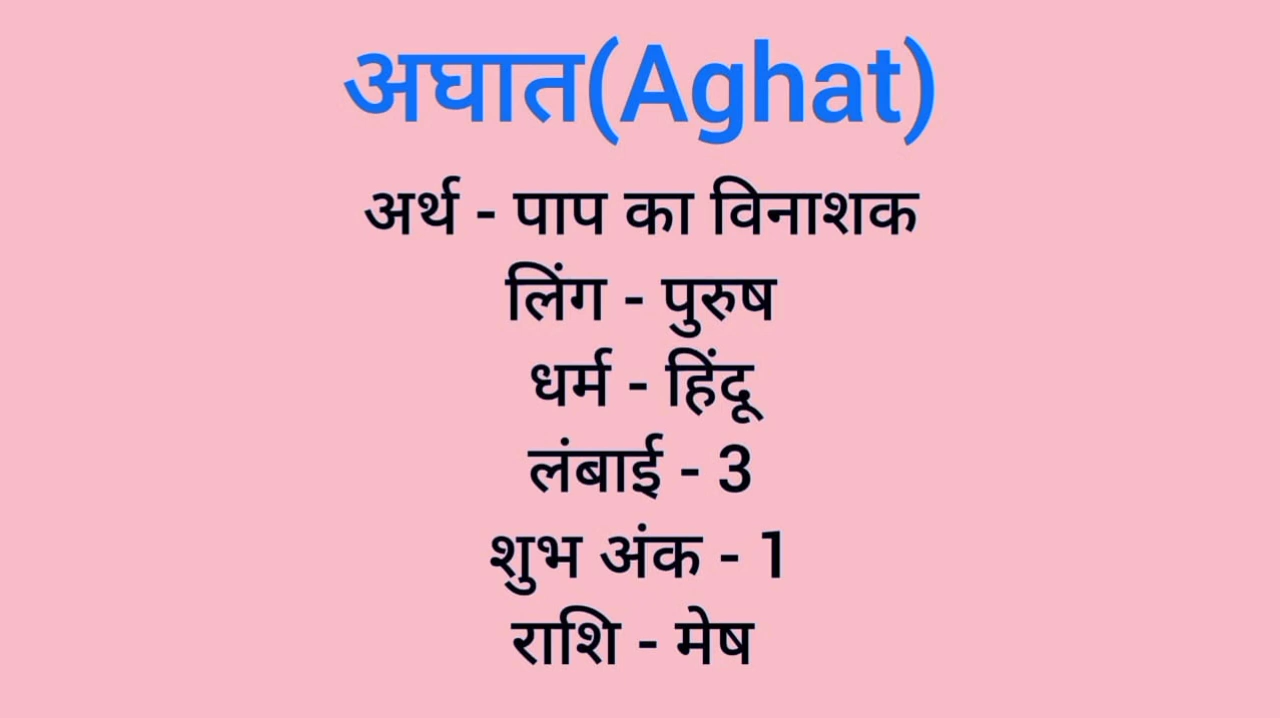 अघात(Aghat)
अर्थ - पाप का विनाशक
लिंग - पुरुष
धर्म - हिंदू
लंबाई - 3
शुभ अंक - 1
राशि - मेष